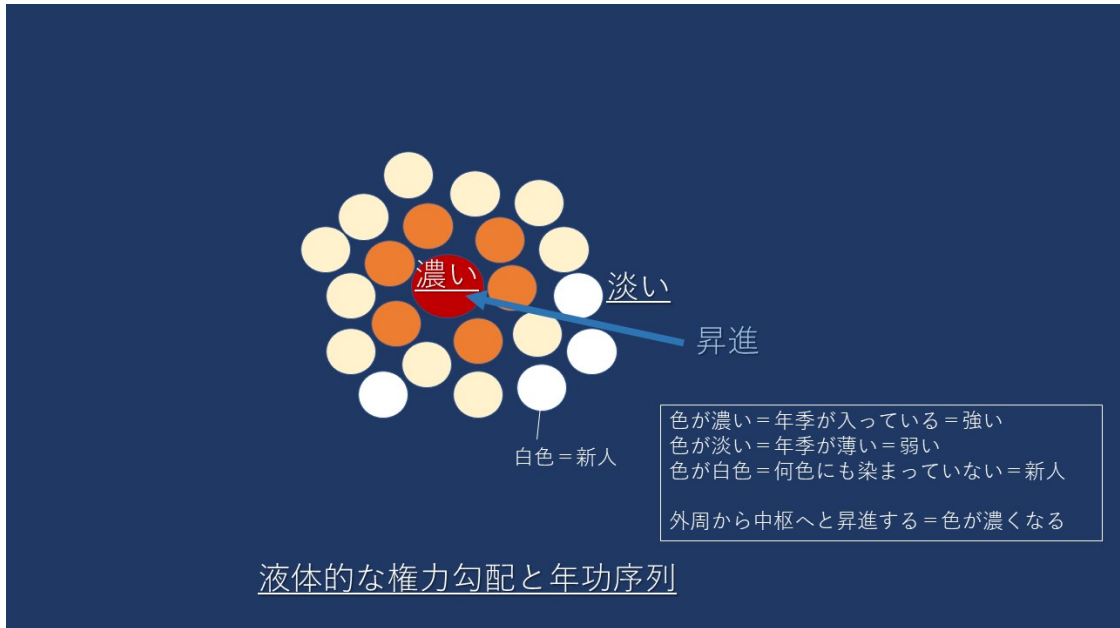 濃い
淡い
昇進
白色＝新人
色が濃い＝年季が入っている＝強い
色が淡い＝年季が薄い＝弱い
色が白色＝何色にも染まっていない＝新人
外周から中枢へと昇進する＝色が濃くなる
液体的な権力勾配と年功序列